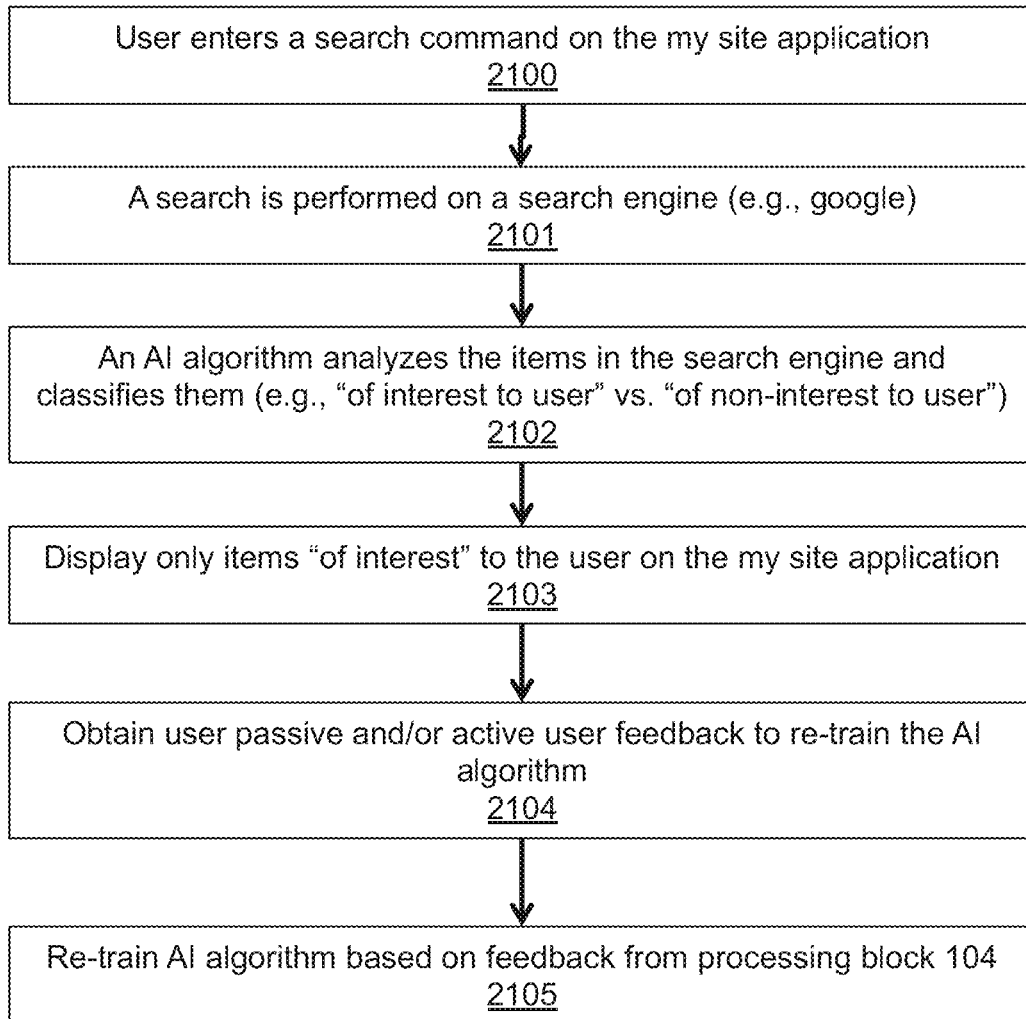 User enters a search command on the my site application
2100
A search is performed on a search engine (e.g., google)
2101
An AI algorithm analyzes the items in the search engine and
classifies them (e.g., “of interest to user” vs. “of non-interest to user”)
2102
Display only items “of interest” to the user on the my site application
2103
Obtain user passive and/or active user feedback to re-train the AI
algorithm
2104
Re-train AI algorithm based on feedback from processing block 104
2105